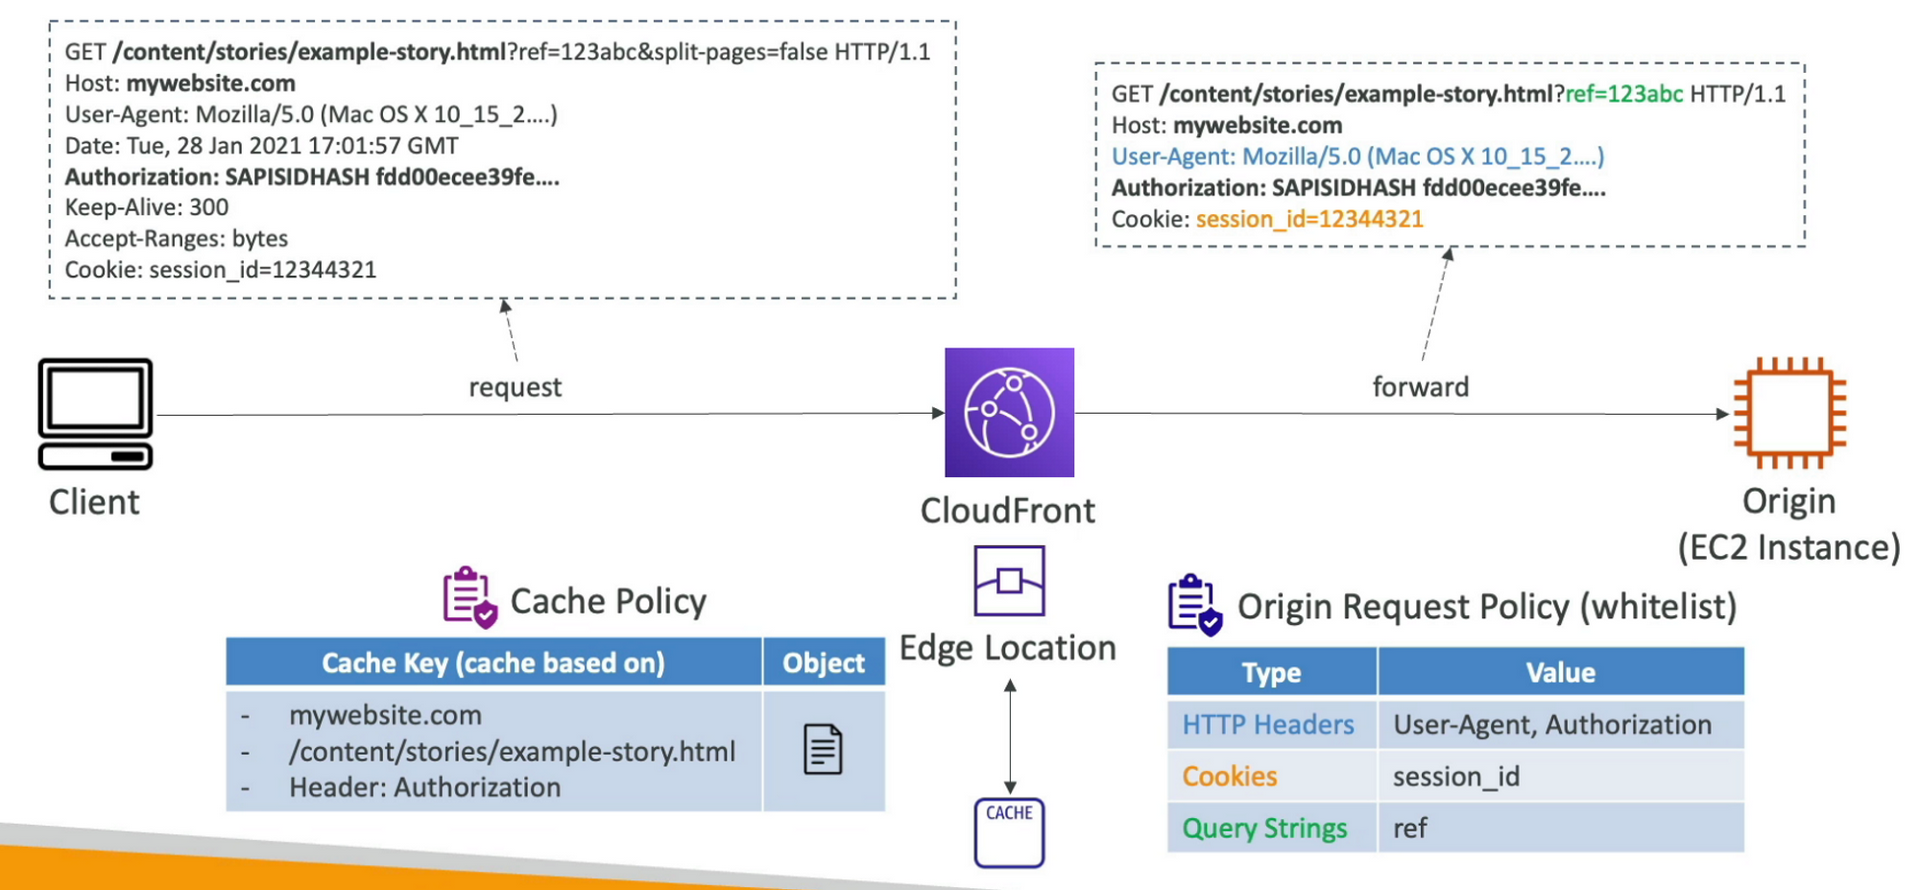 GET /content/stories/example-story.html?ref=123abc&split-pages=false HTTP/1.1
Host: mywebsite.com
User-Agent: Mozilla/5.0 (Mac OS X 10_15_2....)
Date: Tue, 28 Jan 2021 17:01:57 GMT
Authorization: SAPISIDHASH fdd00ecee39fe....
Keep-Alive: 300
Accept-Ranges: bytes
Cookie: session_id=12344321
GET /content/stories/example-story.html?ref=123abc HTTP/1.1
Host: mywebsite.com
User-Agent: Mozilla/5.0 (Mac OS X 10_15_2....)
Authorization: SAPISIDHASH fdd00ecee39fe....
Cookie: session_id=12344321
request
forward
Client
CloudFront
Origin
(EC2 Instance)
Edge Location
CACHE
Cache Policy
Cache Key (cache based on) Object
- mywebsite.com
- /content/stories/example-story.html
- Header: Authorization
Origin Request Policy (whitelist)
Type Value
HTTP Headers User-Agent, Authorization
Cookies session_id
Query Strings ref